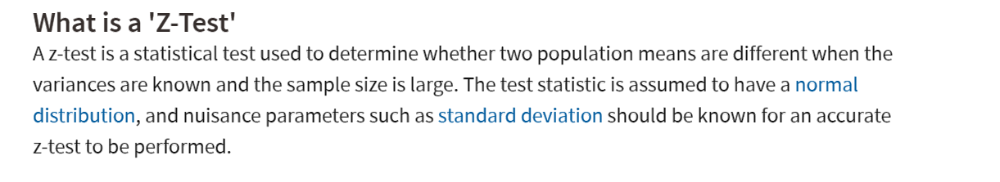 What is a 'Z-Test'
A z-test is a statistical test used to determine whether two population means are different when the
variances are known and the sample size is large. The test statistic is assumed to have a normal
distribution, and nuisance parameters such as standard deviation should be known for an accurate
z-test to be performed.